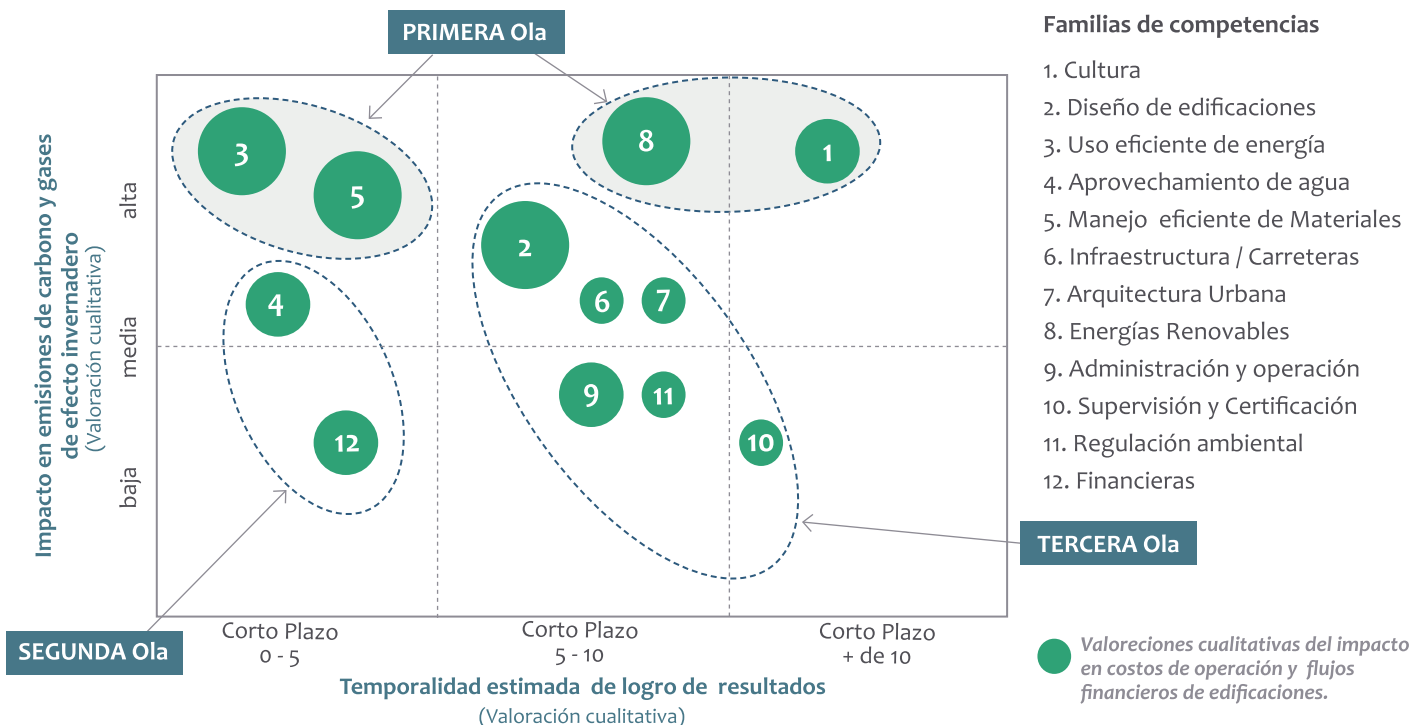 PRIMERA Ola
Impacto en emisiones de carbono y gases
de efecto invernadero
(Valoración cualitativa)
alta
media
baja
3
5
8
1
2
4
6
7
9
11
12
10
SEGUNDA Ola
TERCERA Ola
Corto Plazo
0 - 5
Corto Plazo
5 - 10
Corto Plazo
+ de 10
Temporalidad estimada de logro de resultados
(Valoración cualitativa)
Familias de competencias
1. Cultura
2. Diseño de edificaciones
3. Uso eficiente de energía
4. Aprovechamiento de agua
5. Manejo eficiente de Materiales
6. Infraestructura / Carreteras
7. Arquitectura Urbana
8. Energías Renovables
9. Administración y operación
10. Supervisión y Certificación
11. Regulación ambiental
12. Financieras
Valoreciones cualitativas del impacto
en costos de operación y flujos
financieros de edificaciones.